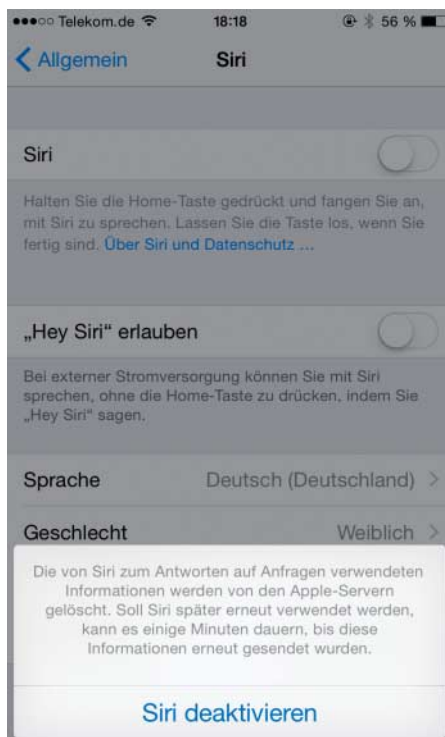 Telekom.de 18:18 56 %
Allgemein Siri
Siri
Halten Sie die Home-Taste gedrückt und fangen Sie an,
mit Siri zu sprechen. Lassen Sie die Taste los, wenn Sie
fertig sind. Über Siri und Datenschutz ...
„Hey Siri“ erlauben
Bei externer Stromversorgung können Sie mit Siri
sprechen, ohne die Home-Taste zu drücken, indem Sie
„Hey Siri“ sagen.
Sprache Deutsch (Deutschland)
Geschlecht Weiblich
Die von Siri zum Antworten auf Anfragen verwendeten
Informationen werden von den Apple-Servern
gelöscht. Soll Siri später erneut verwendet werden,
kann es einige Minuten dauern, bis diese
Informationen erneut gesendet wurden.
Siri deaktivieren